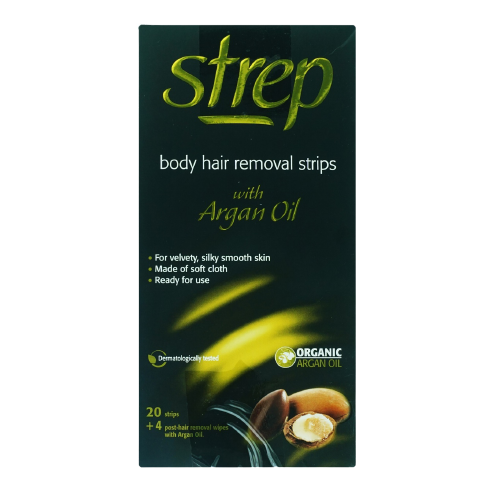 strep
body hair removal strips
with
Argan Oil
• For velvety, silky smooth skin
• Made of soft cloth
• Ready for use
Dermatologically tested
ORGANIC
ARGAN OIL
20 strips
+ 4 post-hair removal wipes
with Argan Oil